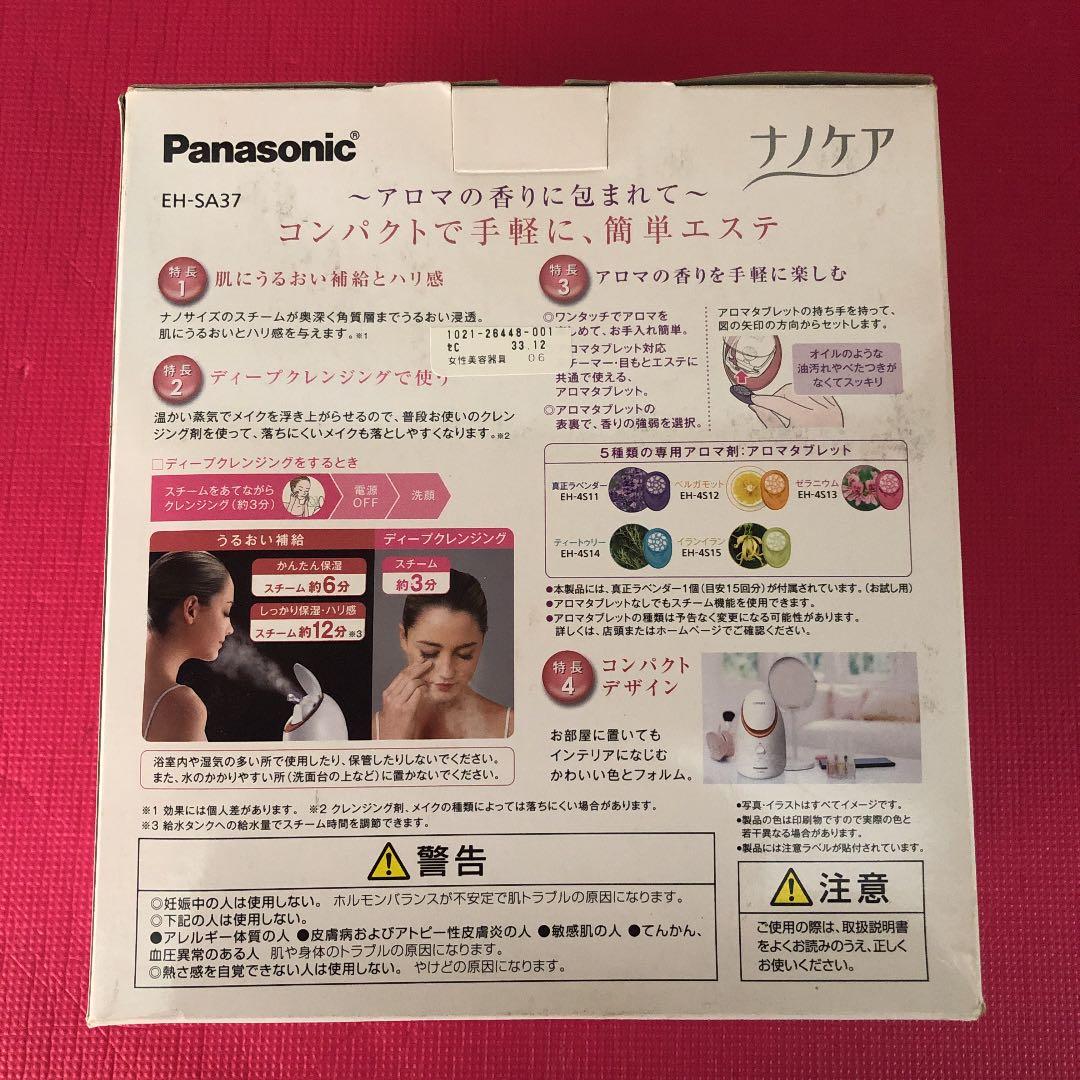 Panasonic®
ナノケア
EH-SA37
～アロマの香りに包まれて～
コンパクトで手軽に、簡単エステ
特長
1
肌にうるおい補給とハリ感
ナノサイズのスチームが奥深く角質層までうるおい浸透。
肌にうるおいとハリ感を与えます。※1
1021-26448-001
tC 33.12
女性美容器具 06
特長
2
ディープクレンジングで使
温かい蒸気でメイクを浮き上がらせるので、普段お使いのクレン
ジング剤を使って、落ちにくいメイクも落としやすくなります。※2
□ディープクレンジングをするとき
スチームをあてながら
クレンジング(約3分)
電源
OFF
洗顔
うるおい補給
かんたん保湿
スチーム 約6分
しっかり保湿・ハリ感
スチーム 約12分 ※3
ディープクレンジング
スチーム
約3分
浴室内や湿気の多い所で使用したり、保管したりしないでください。
また、水のかかりやすい所(洗面台の上など)に置かないでください。
特長
3
アロマの香りを手軽に楽しむ
◎ワンタッチでアロマを
しめて、お手入れ簡単。
ロマタブレット対応
チーマー・目もとエステに
共通で使える、
アロマタブレット。
◎アロマタブレットの
表裏で、香りの強弱を選択。
アロマタブレットの持ち手を持って、
図の矢印の方向からセットします。
オイルのような
油汚れやべたつきが
なくてスッキリ
5種類の専用アロマ剤：アロマタブレット
真正ラベンダー
EH-4S11
ベルガモット
EH-4S12
ゼラニウム
EH-4S13
ティートゥリー
EH-4S14
イランイラン
EH-4S15
●本製品には、真正ラベンダー1個(目安15回分)が付属されています。(お試し用)
●アロマタブレットなしでもスチーム機能を使用できます。
●アロマタブレットの種類は予告なく変更になる可能性があります。
詳しくは、店頭またはホームページでご確認ください。
特長
4
コンパクト
デザイン
お部屋に置いても
インテリアになじむ
かわいい色とフォルム。
※1 効果には個人差があります。 ※2 クレンジング剤、メイクの種類によっては落ちにくい場合があります。
※3 給水タンクへの給水量でスチーム時間を調節できます。
●写真・イラストはすべてイメージです。
●製品の色は印刷物ですので実際の色と
若干異なる場合があります。
●製品には注意ラベルが貼付されています。
警告
◎妊娠中の人は使用しない。 ホルモンバランスが不安定で肌トラブルの原因になります。
◎下記の人は使用しない。
●アレルギー体質の人 ●皮膚病およびアトピー性皮膚炎の人 ●敏感肌の人 ●てんかん、
血圧異常のある人 肌や身体のトラブルの原因になります。
◎熱さ感を自覚できない人は使用しない。 やけどの原因になります。
注意
ご使用の際は、取扱説明書
をよくお読みのうえ、正しく
お使いください。